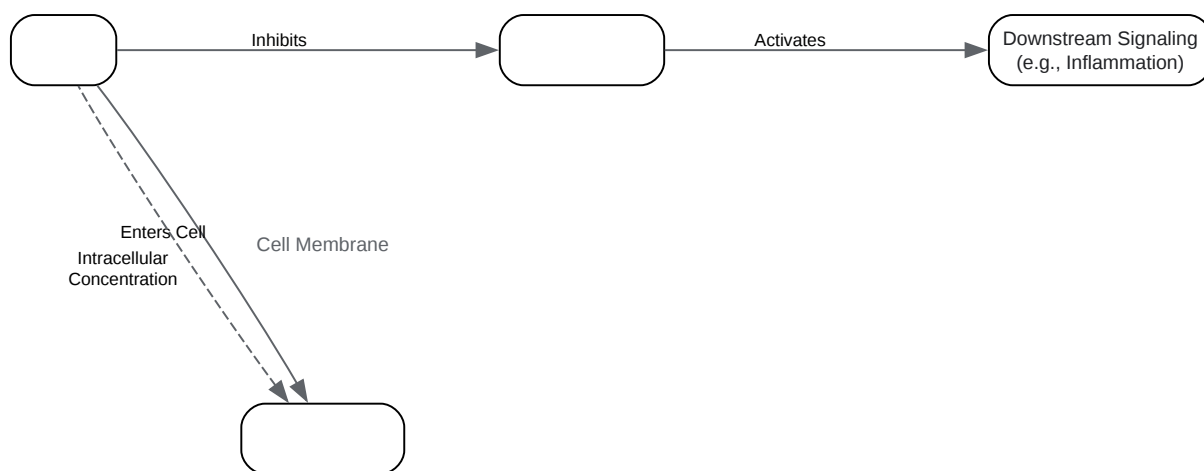 Inhibits
Activates
Downstream Signaling
(e.g., Inflammation)
Enters Cell
Cell Membrane
Intracellular
Concentration